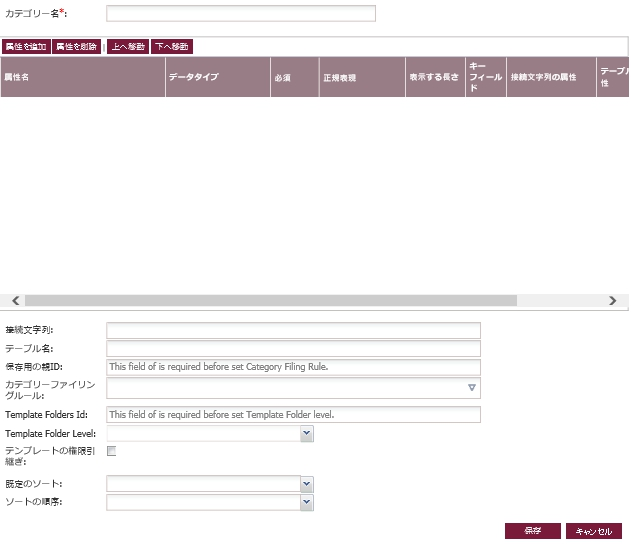 カテゴリー名*:
属性を追加 属性を削除 | 上へ移動 下へ移動
属性名 データタイプ 必須 正規表現 表示する長さ キーフィールド 接続文字列の属性 テーブル 性
接続文字列:
テーブル名:
保存用の親ID: This field of is required before set Category Filing Rule.
カテゴリーファイリン
グルール:
Template Folders Id: This field of is required before set Template Folder level.
Template Folder Level:
テンプレートの権限引
継ぎ:
既定のソート:
ソートの順序:
保存 キャンセル